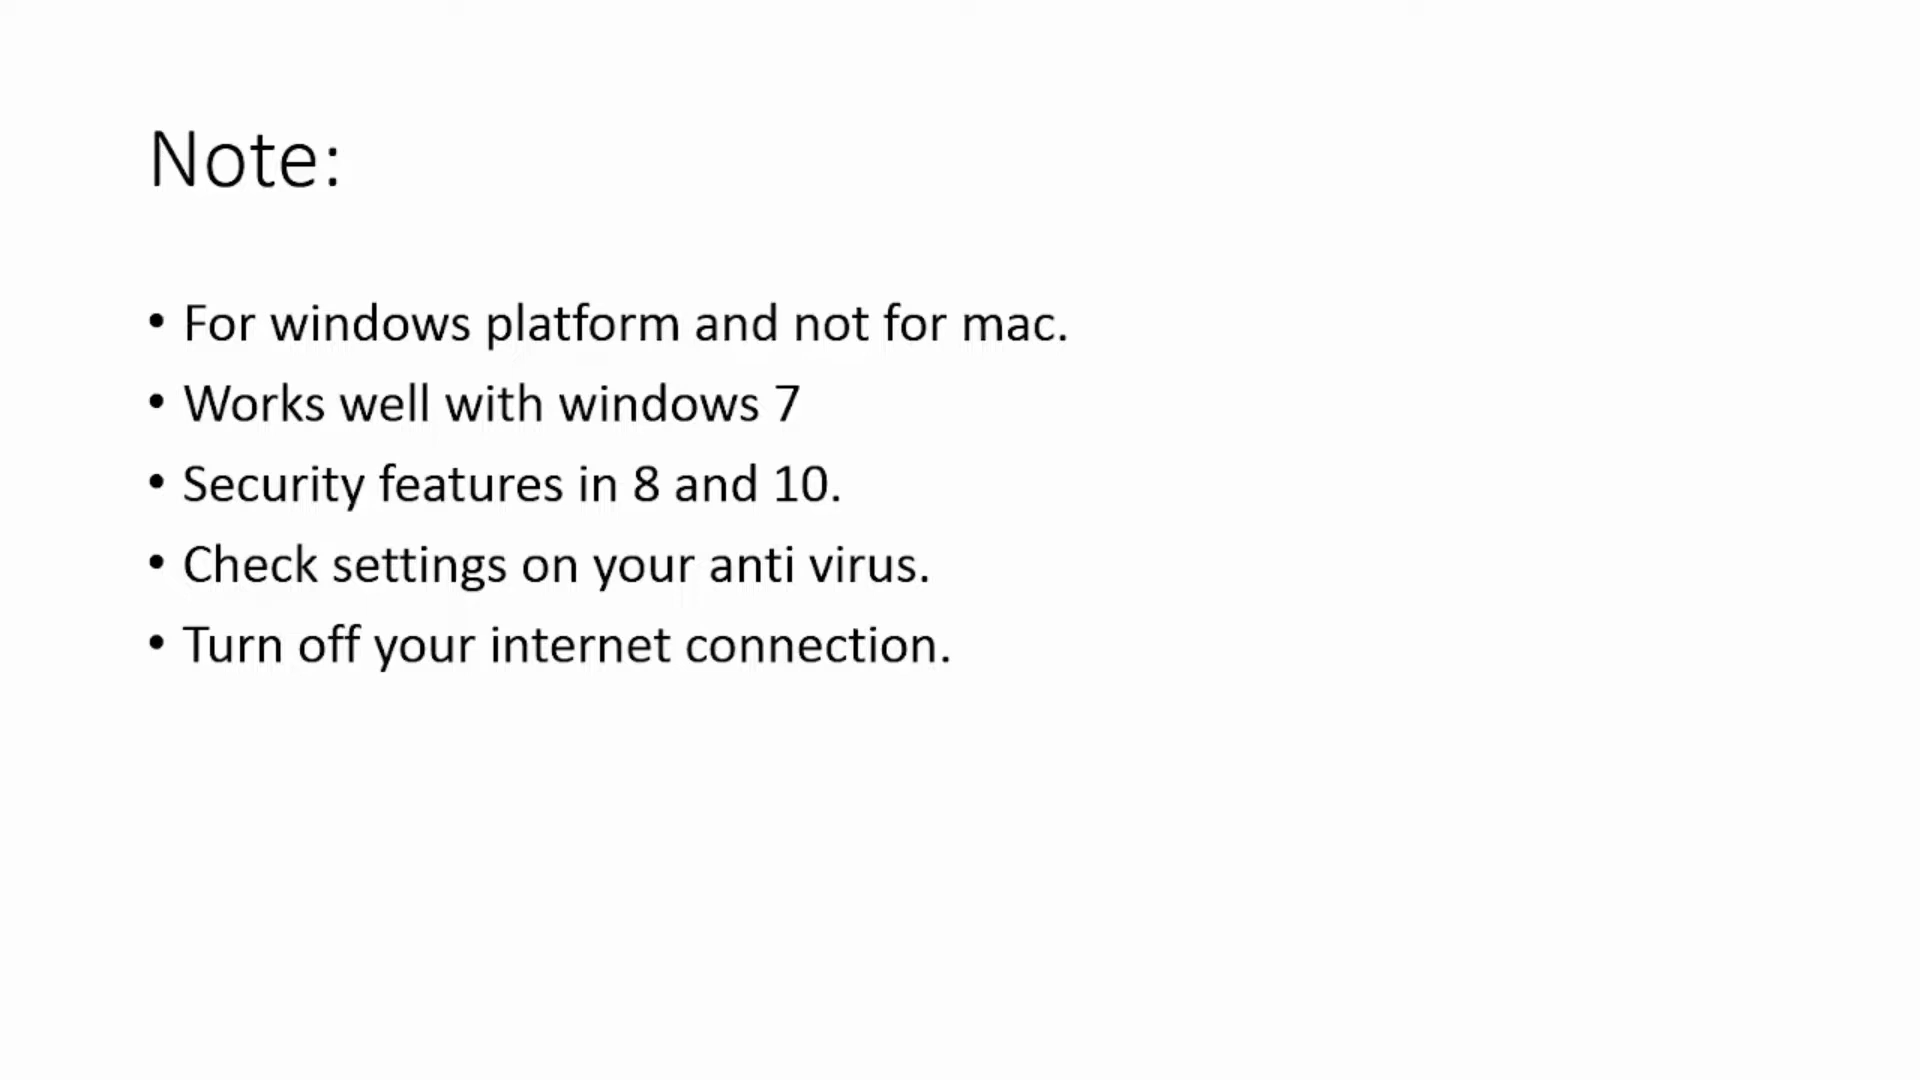 Note:
• For windows platform and not for mac.
• Works well with windows 7
• Security features in 8 and 10.
• Check settings on your anti virus.
• Turn off your internet connection.